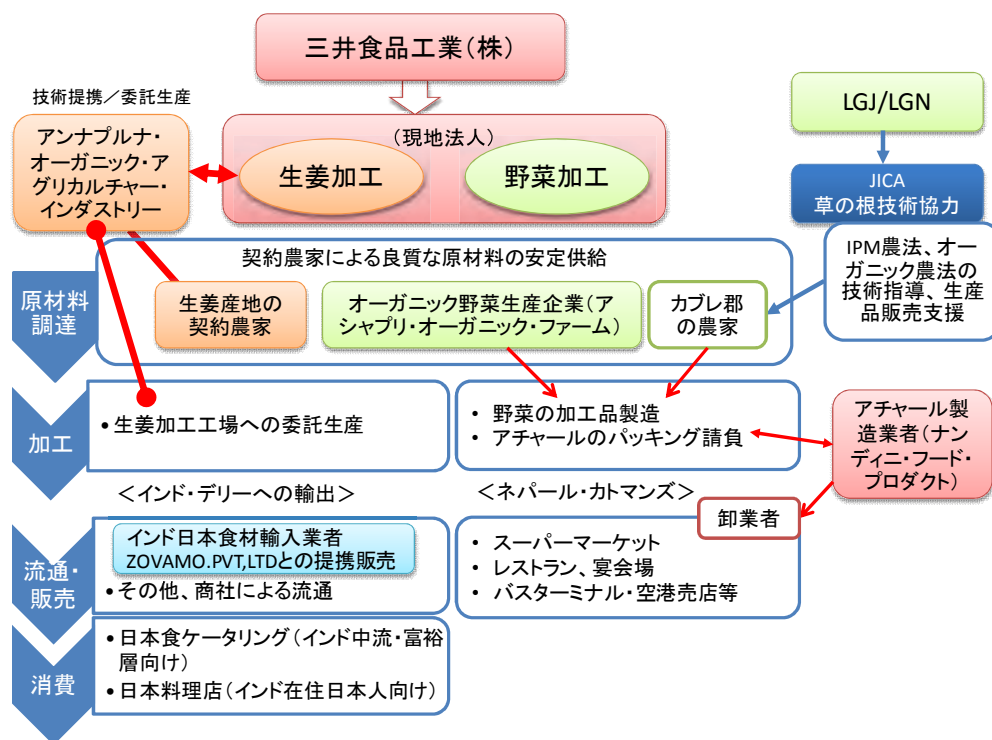 三井食品工業(株)
技術提携/委託生産
アンナプルナ・
オーガニック・ア
グリカルチャー・
インダストリー
(現地法人)
生姜加工
野菜加工
LGJ/LGN
JICA
草の根技術協力
IPM農法、オー
ガニック農法の
技術指導、生産
品販売支援
原材料
調達
契約農家による良質な原材料の安定供給
生姜産地の
契約農家
オーガニック野菜生産企業(ア
シャプリ・オーガニック・ファーム)
カブレ郡
の農家
加工
•生姜加工工場への委託生産
• 野菜の加工品製造
• アチャールのパッキング請負
アチャール製
造業者(ナン
ディニ・フード・
プロダクト)
<インド・デリーへの輸出>
<ネパール・カトマンズ>
卸業者
流通・
販売
インド日本食材輸入業者
ZOVAMO.PVT,LTDとの提携販売
•その他、商社による流通
• スーパーマーケット
• レストラン、宴会場
• バスターミナル・空港売店等
消費
•日本食ケータリング(インド中流・富裕
層向け)
•日本料理店(インド在住日本人向け)